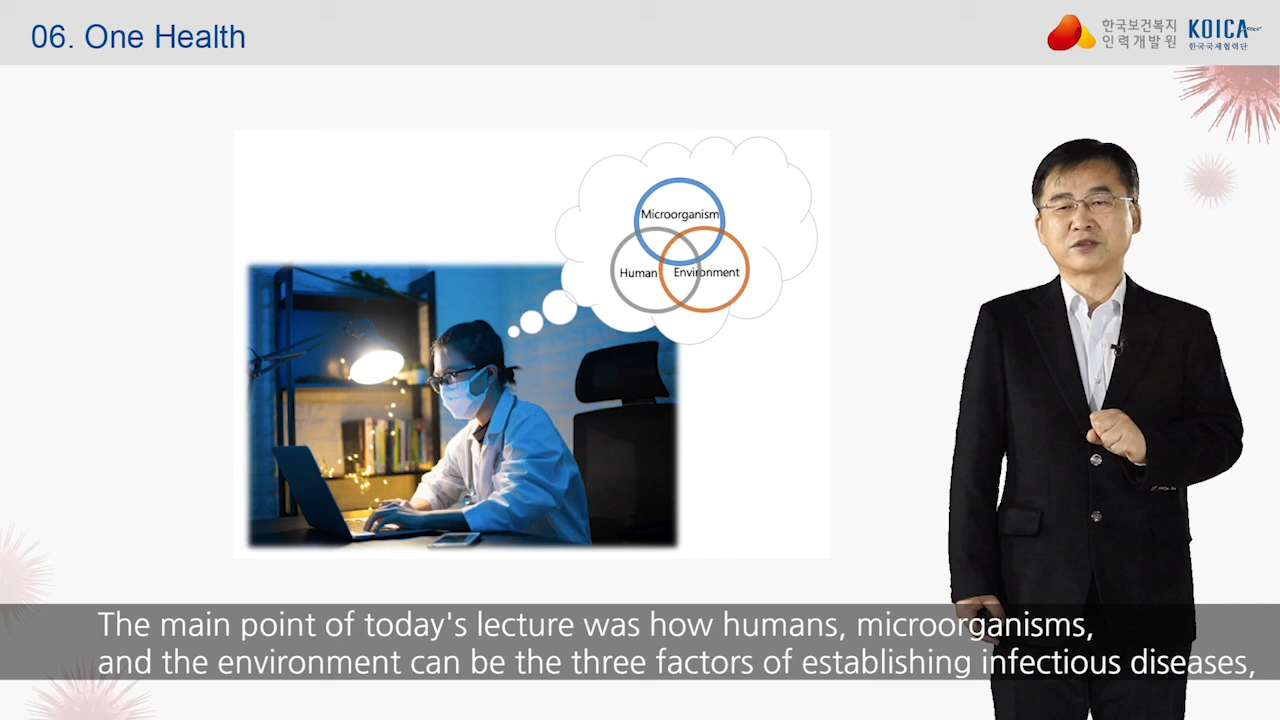 06. One Health
한국보건복지
인력개발원
KOICA
한국국제협력단
Microorganism
Human
Environment
The main point of today's lecture was how humans, microorganisms,
and the environment can be the three factors of establishing infectious diseases,